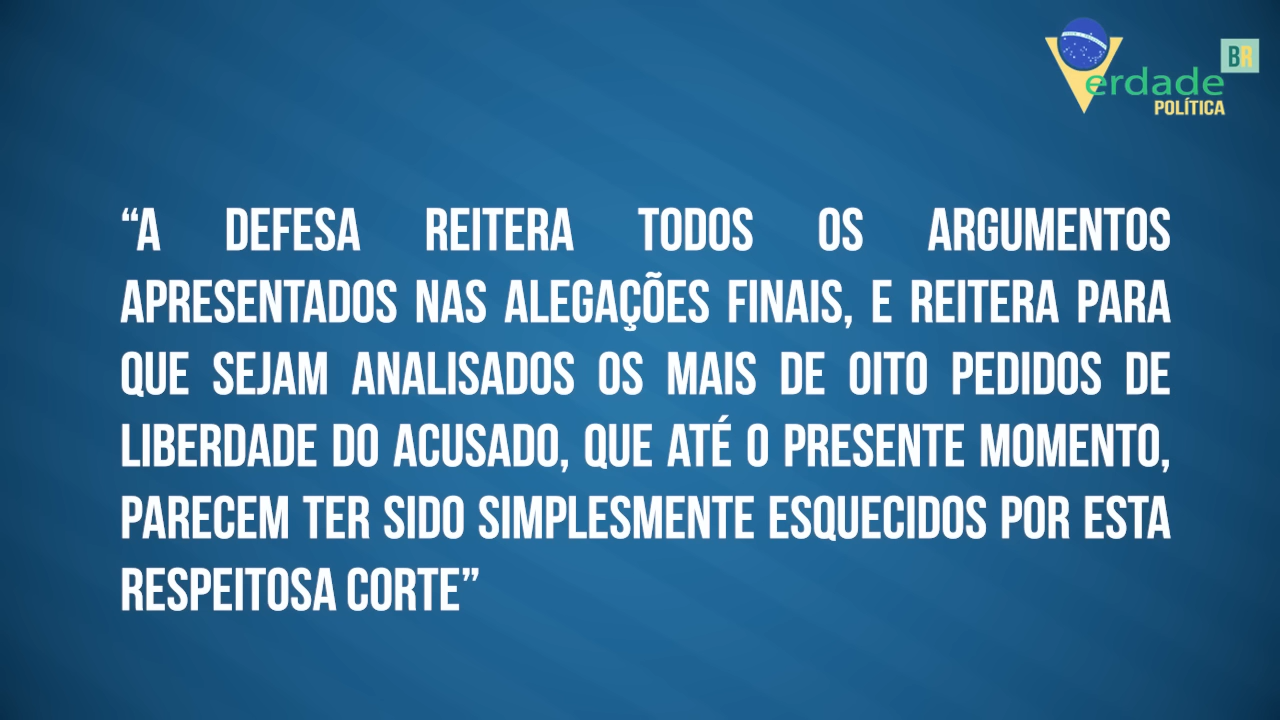 BR
Verdade
POLÍTICA
“A DEFESA REITERA TODOS OS ARGUMENTOS
APRESENTADOS NAS ALEGAÇÕES FINAIS, E REITERA PARA
QUE SEJAM ANALISADOS OS MAIS DE OITO PEDIDOS DE
LIBERDADE DO ACUSADO, QUE ATÉ O PRESENTE MOMENTO,
PARECEM TER SIDO SIMPLESMENTE ESQUECIDOS POR ESTA
RESPEITOSA CORTE”